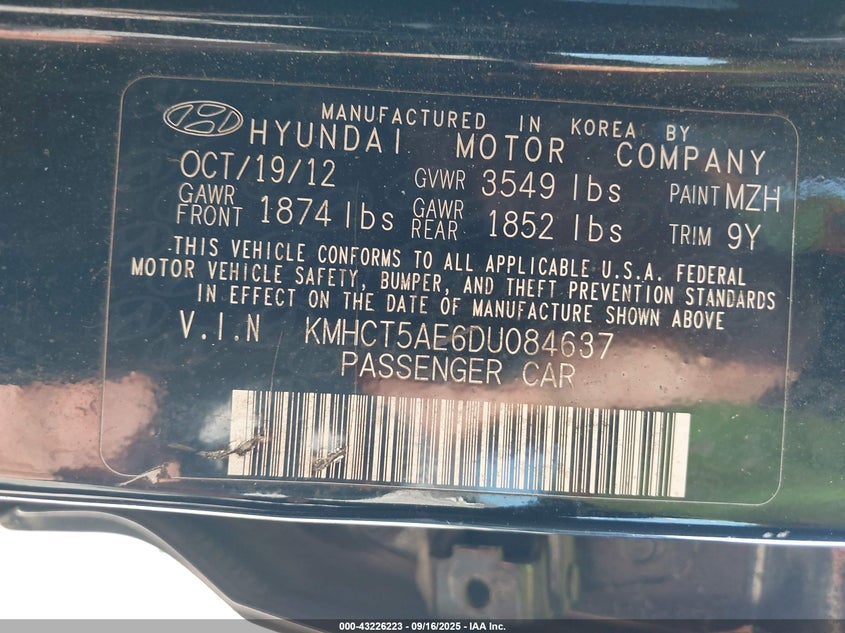 MANUFACTURED IN KOREA BY
HYUNDAI MOTOR COMPANY
OCT/19/12 GVWR 3549 lbs PAINT MZH
GAWR FRONT 1874 lbs GAWR REAR 1852 lbs TRIM 9Y
THIS VEHICLE CONFORMS TO ALL APPLICABLE U.S.A. FEDERAL
MOTOR VEHICLE SAFETY, BUMPER, AND THEFT PREVENTION STANDARDS
IN EFFECT ON THE DATE OF MANUFACTURE SHOWN ABOVE
V.I.N KMHCT5AE6DU084637
PASSENGER CAR
000-43226223 - 09/16/2025 - IAA Inc.